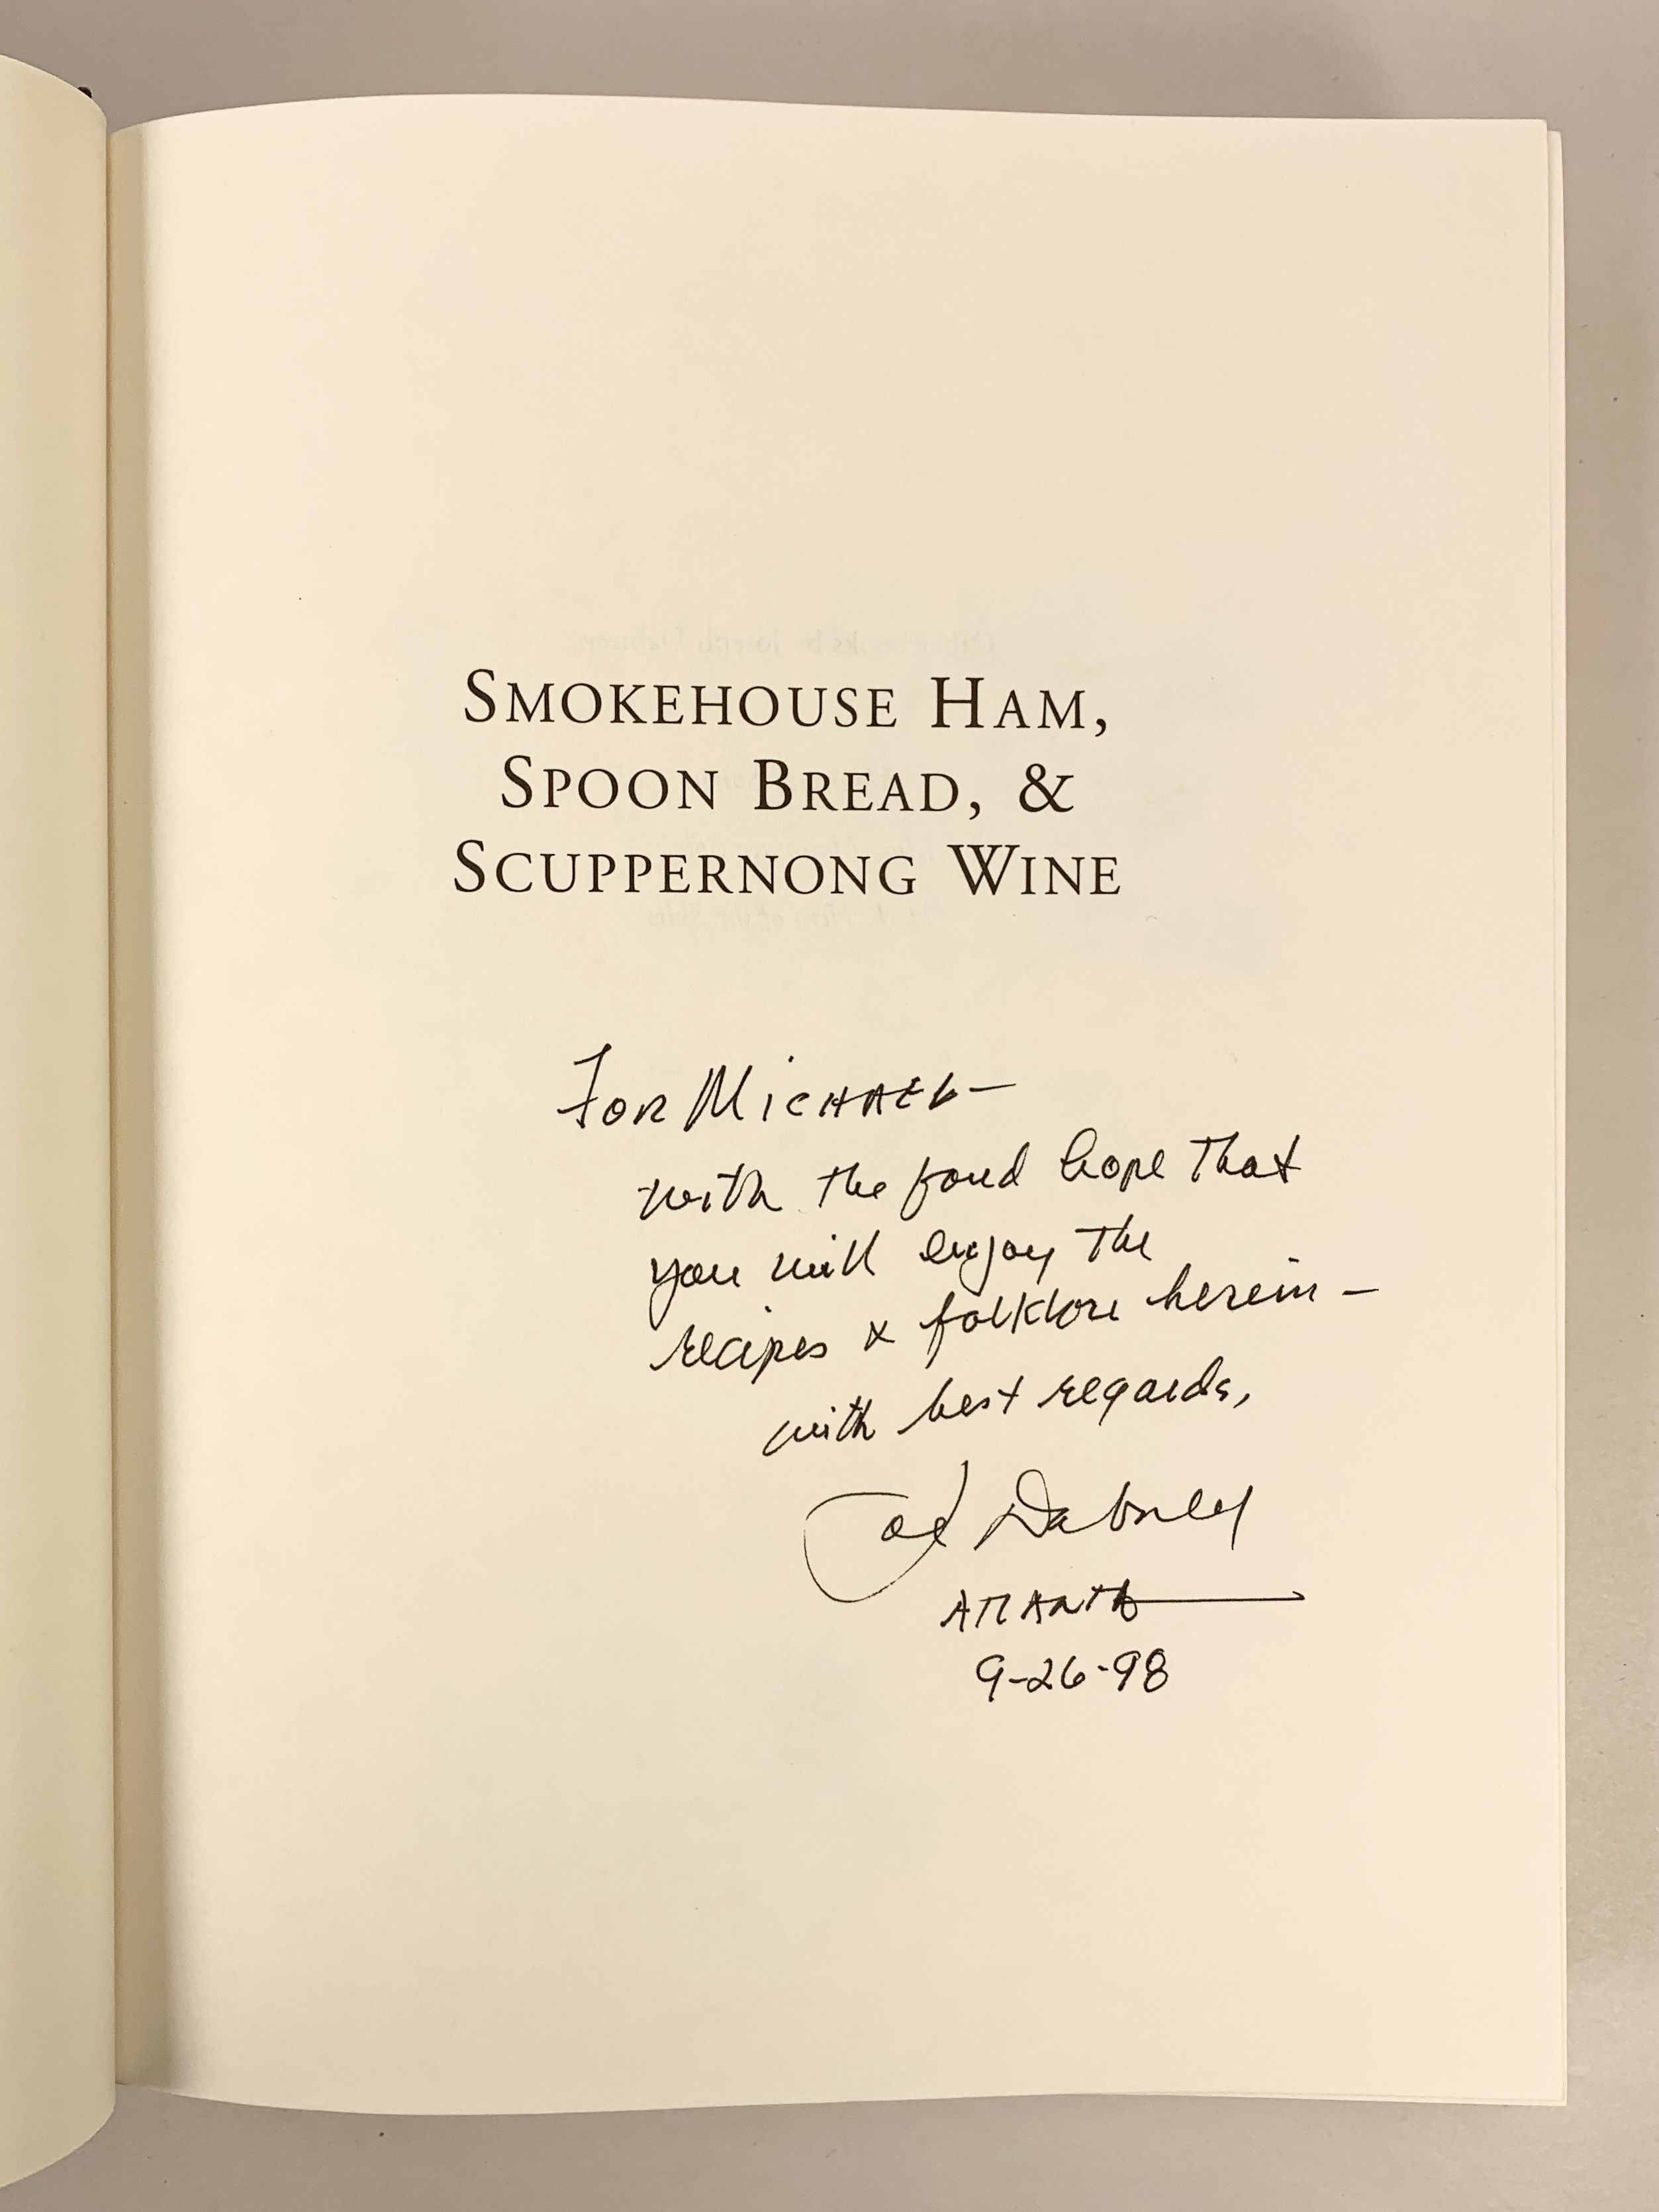 SMOKEHOUSE HAM,
SPOON BREAD, &
SCUPPERNONG WINE
For Michael—
with the fond hope that
you will enjoy the
recipes & folklore herein —
with best regards,
Joe Dabney
Atlanta
9-26-98